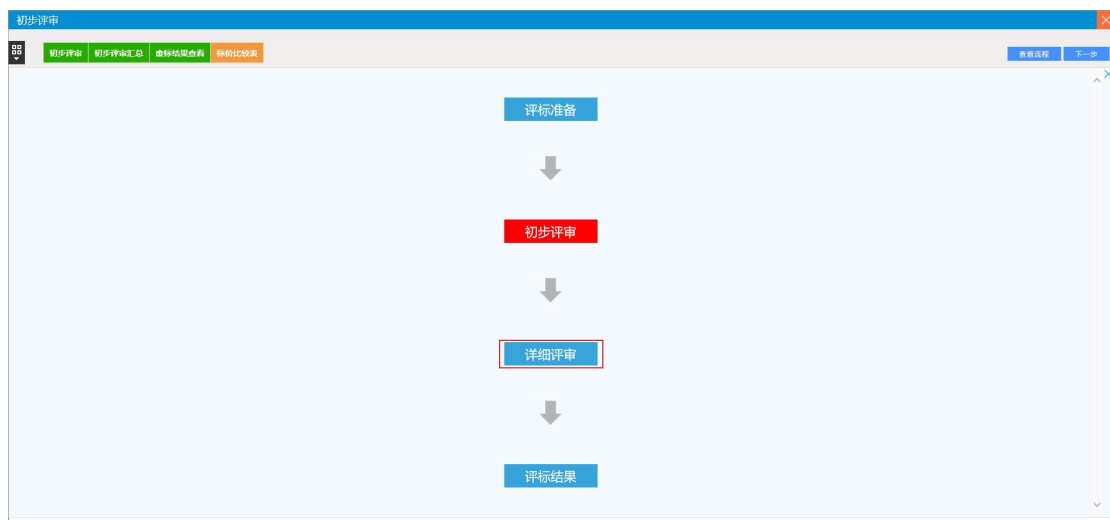 初步评审
初步评审 初步评审汇总 废标结果查看 标价比较表 查看流程 下一步
评标准备
初步评审
详细评审
评标结果